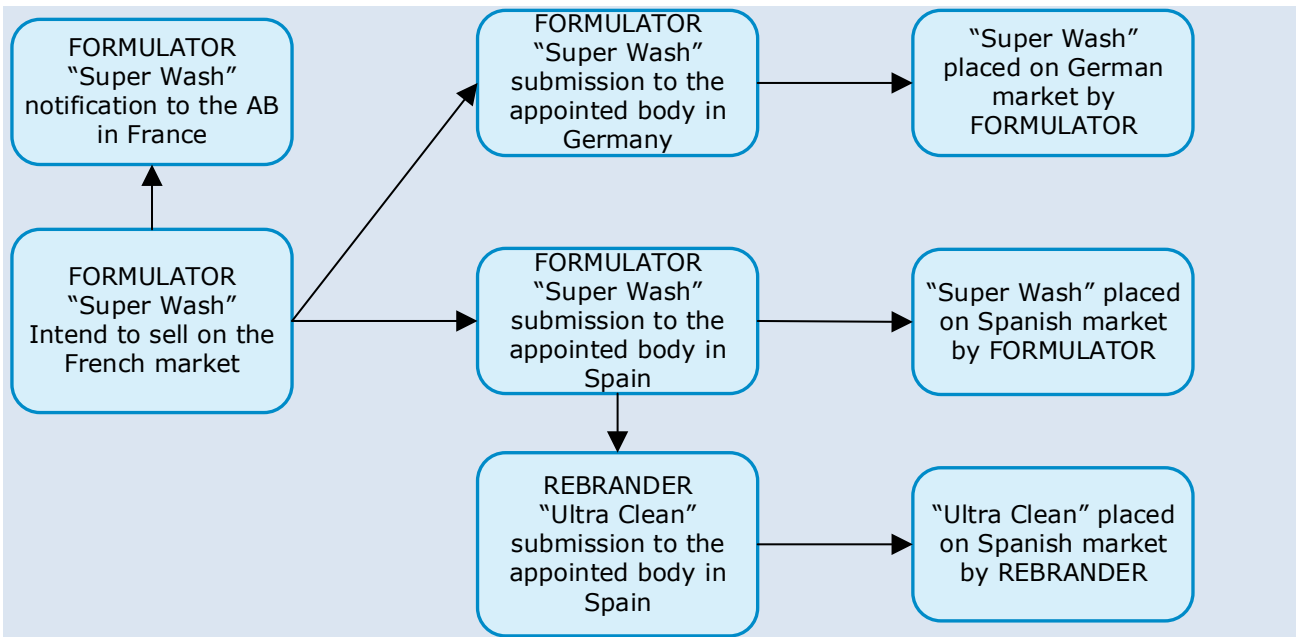 FORMULATOR
“Super Wash”
notification to the AB
in France
FORMULATOR
“Super Wash”
submission to the
appointed body in
Germany
“Super Wash”
placed on German
market by
FORMULATOR
FORMULATOR
“Super Wash”
Intend to sell on the
French market
FORMULATOR
“Super Wash”
submission to the
appointed body in
Spain
“Super Wash” placed
on Spanish market
by FORMULATOR
REBRANDER
“Ultra Clean”
submission to the
appointed body in
Spain
“Ultra Clean” placed
on Spanish market
by REBRANDER